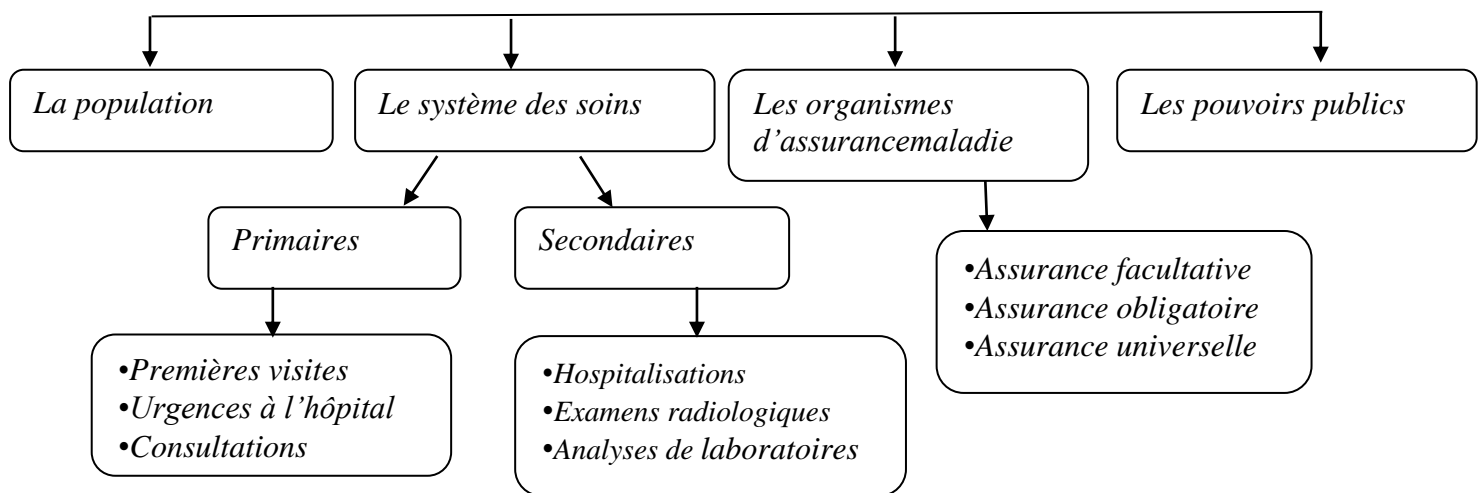 La population
Le système des soins
Les organismes
d’assurancemaladie
Les pouvoirs publics
Primaires
Secondaires
•Assurance facultative
•Assurance obligatoire
•Assurance universelle
•Premières visites
•Urgences à l’hôpital
•Consultations
•Hospitalisations
•Examens radiologiques
•Analyses de laboratoires